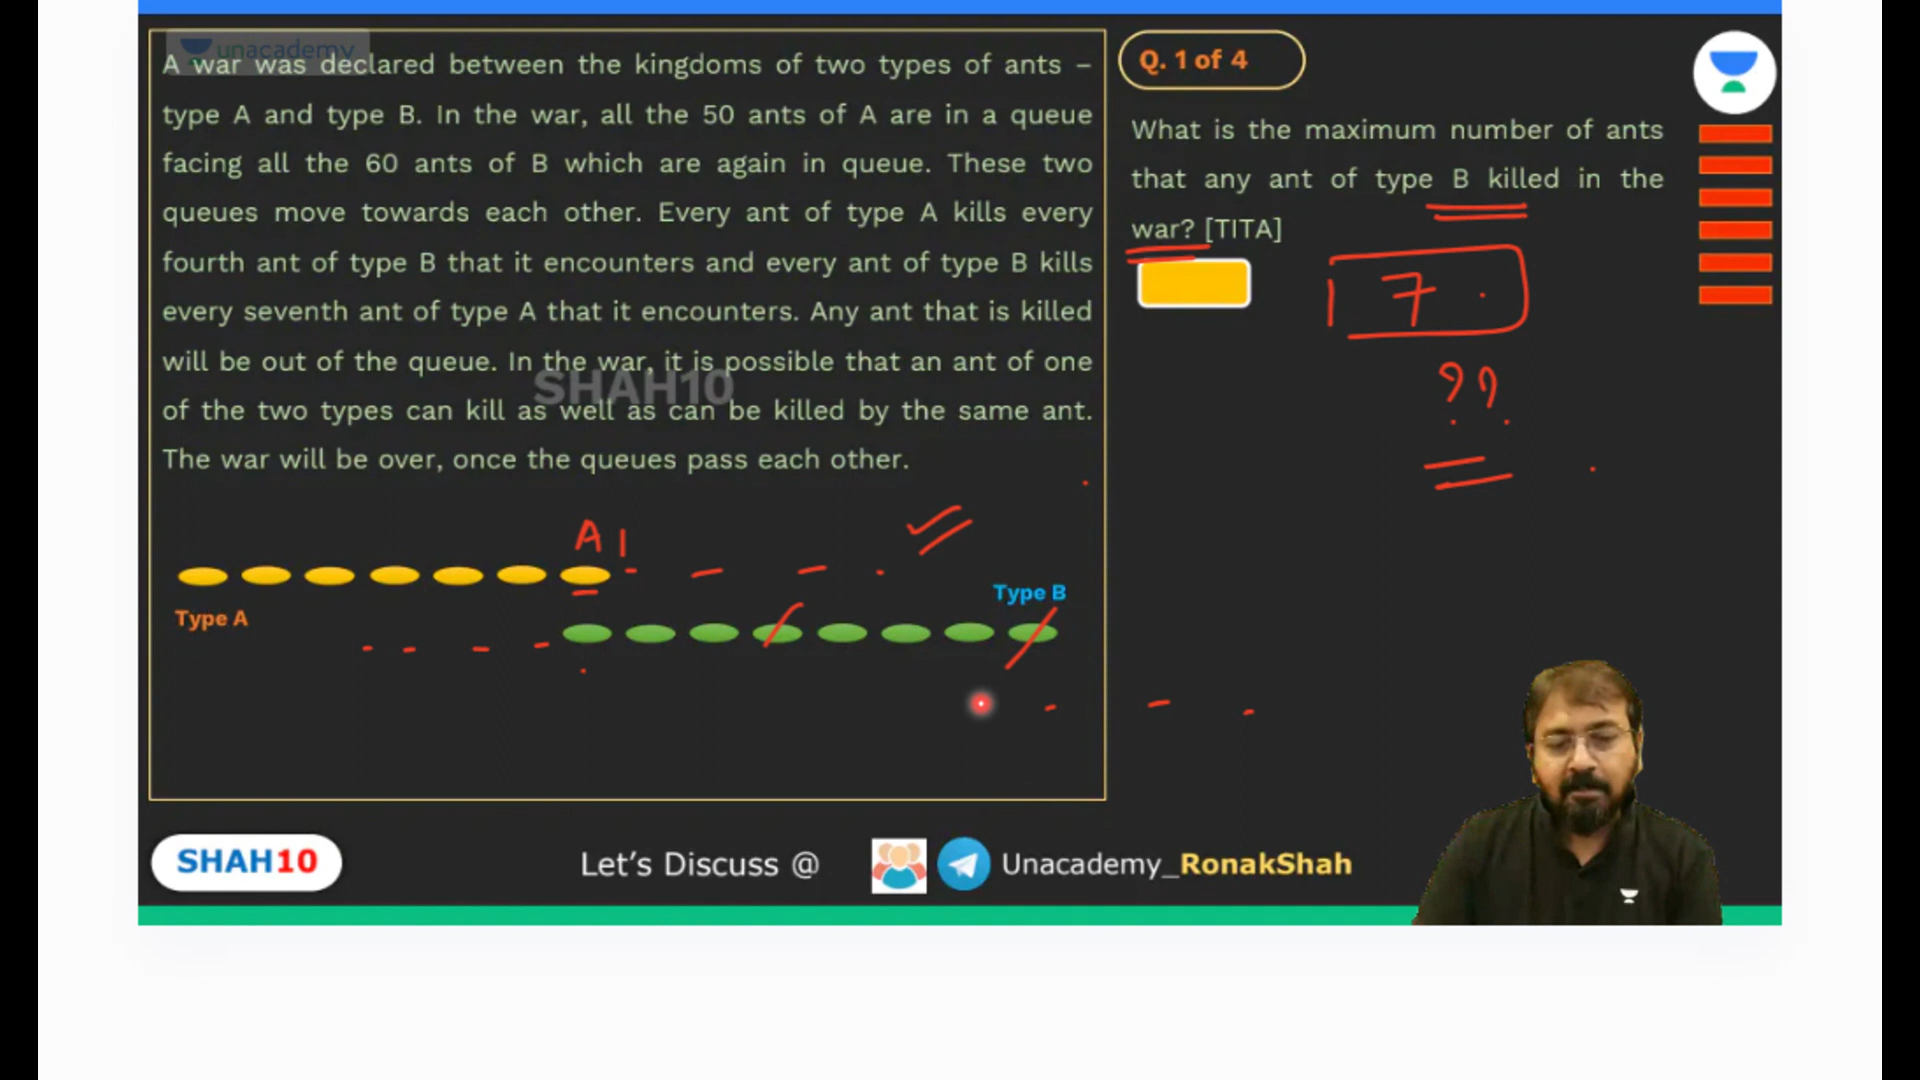 unacademy
A war was declared between the kingdoms of two types of ants –
type A and type B. In the war, all the 50 ants of A are in a queue
facing all the 60 ants of B which are again in queue. These two
queues move towards each other. Every ant of type A kills every
fourth ant of type B that it encounters and every ant of type B kills
every seventh ant of type A that it encounters. Any ant that is killed
will be out of the queue. In the war, it is possible that an ant of one
SHAH10
of the two types can kill as well as can be killed by the same ant.
The war will be over, once the queues pass each other.
A1
Type B
Type A
Q. 1 of 4
What is the maximum number of ants
that any ant of type B killed in the
war? [TITA]
7
??
SHAH10
Let's Discuss @
Unacademy_RonakShah